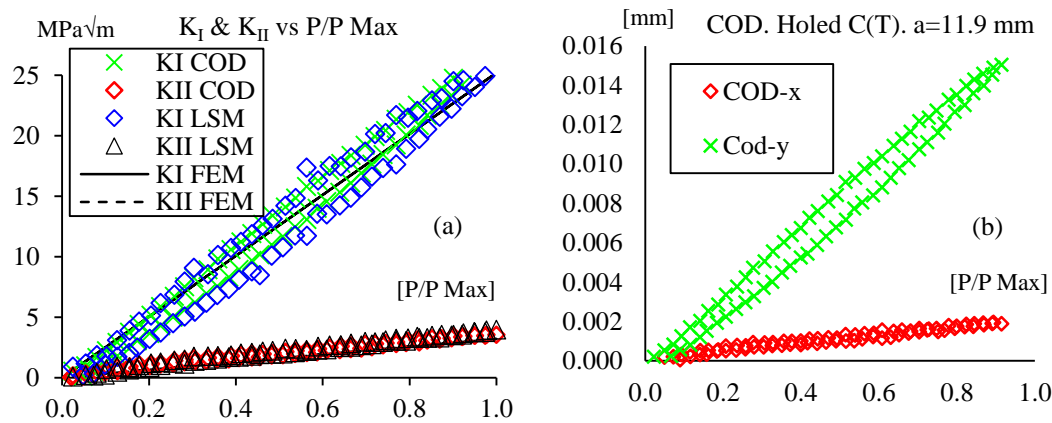 MPa√m
K_I & K_II vs P/P Max
KI COD
KII COD
KI LSM
KII LSM
KI FEM
KII FEM
25
20
15
10
5
0
(a)
[P/P Max]
0.0 0.2 0.4 0.6 0.8 1.0
[mm]
COD. Holed C(T). a=11.9 mm
COD-x
Cod-y
0.016
0.014
0.012
0.010
0.008
0.006
0.004
0.002
0.000
(b)
[P/P Max]
0.0 0.2 0.4 0.6 0.8 1.0